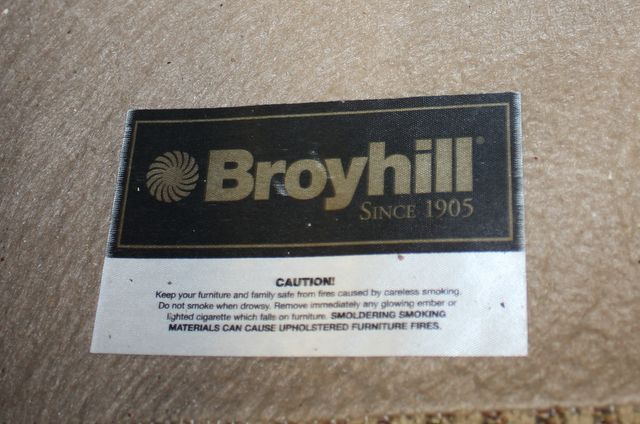 Broyhill®
SINCE 1905
CAUTION!
Keep your furniture and family safe from fires caused by careless smoking.
Do not smoke when drowsy. Remove immediately any glowing ember or
lighted cigarette which falls on furniture. SMOLDERING SMOKING
MATERIALS CAN CAUSE UPHOLSTERED FURNITURE FIRES.